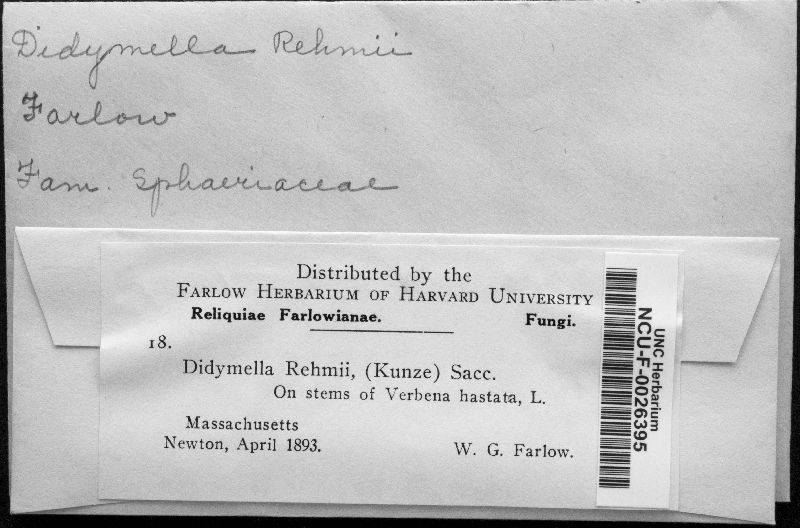 Didymella Rehmii
Farlow
Fam. Sphaeriaceae
Distributed by the
FARLOW HERBARIUM OF HARVARD UNIVERSITY
Reliquiae Farlowianae. Fungi.
18.
Didymella Rehmii, (Kunze) Sacc.
On stems of Verbena hastata, L.
Massachusetts
Newton, April 1893. W. G. Farlow.
UNC Herbarium
NCU-F-0026395